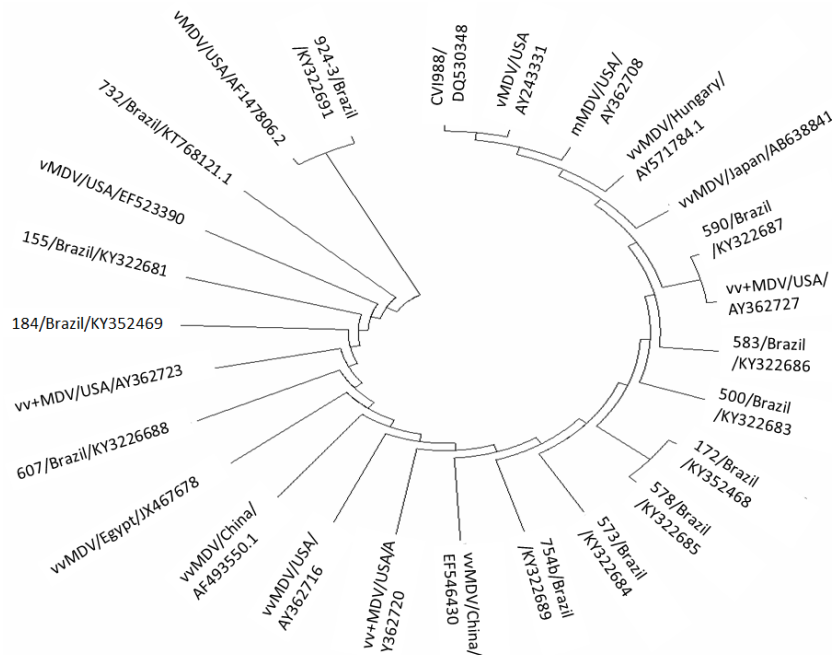 CVI988/
DQ530348
vMDV/USA
AY243331
mMDV/USA/
AY362708
vvMDV/Hungary/
AY571784.1
vvMDV/Japan/AB638841
590/Brazil
/KY322687
vv+MDV/USA/
AY362727
583/Brazil
/KY322686
500/Brazil
/KY322683
172/Brazil
/KY352468
578/Brazil
/KY322685
573/Brazil
/KY322684
754b/Brazil
/KY322689
vvMDV/China/
EF546430
vv+MDV/USA/A
Y362720
vvMDV/USA/
AY362716
vvMDV/China/
AF493550.1
vvMDV/Egypt/JX467678
607/Brazil/KY3226688
vv+MDV/USA/AY362723
184/Brazil/KY352469
155/Brazil/KY322681
vMDV/USA/EF523390
732/Brazil/KT768121.1
vMDV/USA/AF147806.2
924-3/Brazil
/KY322691